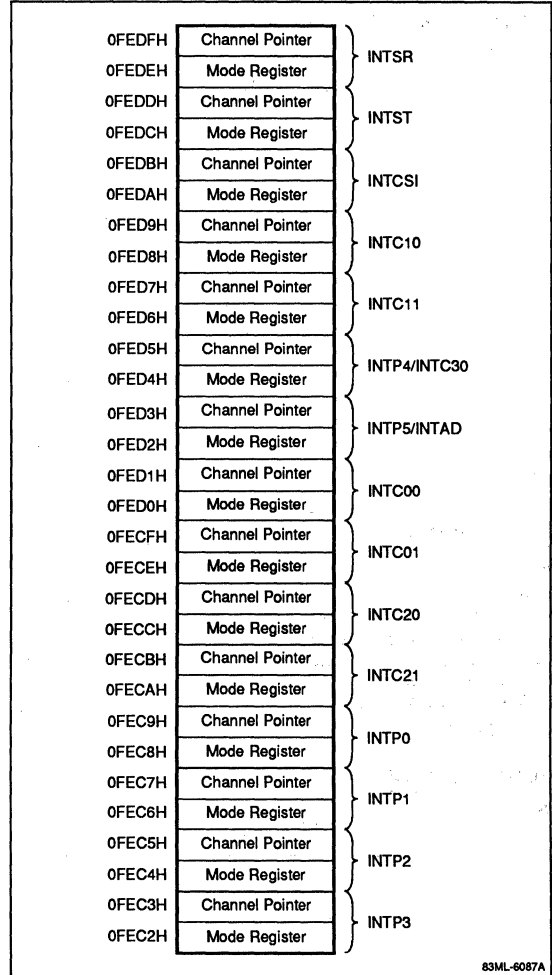 0FEDFH Channel Pointer
INTSR
0FEDEH Mode Register
0FEDDH Channel Pointer
INTST
0FEDCH Mode Register
0FEDBH Channel Pointer
INTCSI
0FEDAH Mode Register
0FED9H Channel Pointer
INTC10
0FED8H Mode Register
0FED7H Channel Pointer
INTC11
0FED6H Mode Register
0FED5H Channel Pointer
INTP4/INTC30
0FED4H Mode Register
0FED3H Channel Pointer
INTP5/INTAD
0FED2H Mode Register
0FED1H Channel Pointer
INTC00
0FED0H Mode Register
0FECFH Channel Pointer
INTC01
0FECEH Mode Register
0FECDH Channel Pointer
INTC20
0FECCH Mode Register
0FECBH Channel Pointer
INTC21
0FECAH Mode Register
0FEC9H Channel Pointer
INTP0
0FEC8H Mode Register
0FEC7H Channel Pointer
INTP1
0FEC6H Mode Register
0FEC5H Channel Pointer
INTP2
0FEC4H Mode Register
0FEC3H Channel Pointer
INTP3
0FEC2H Mode Register
83ML-6087A